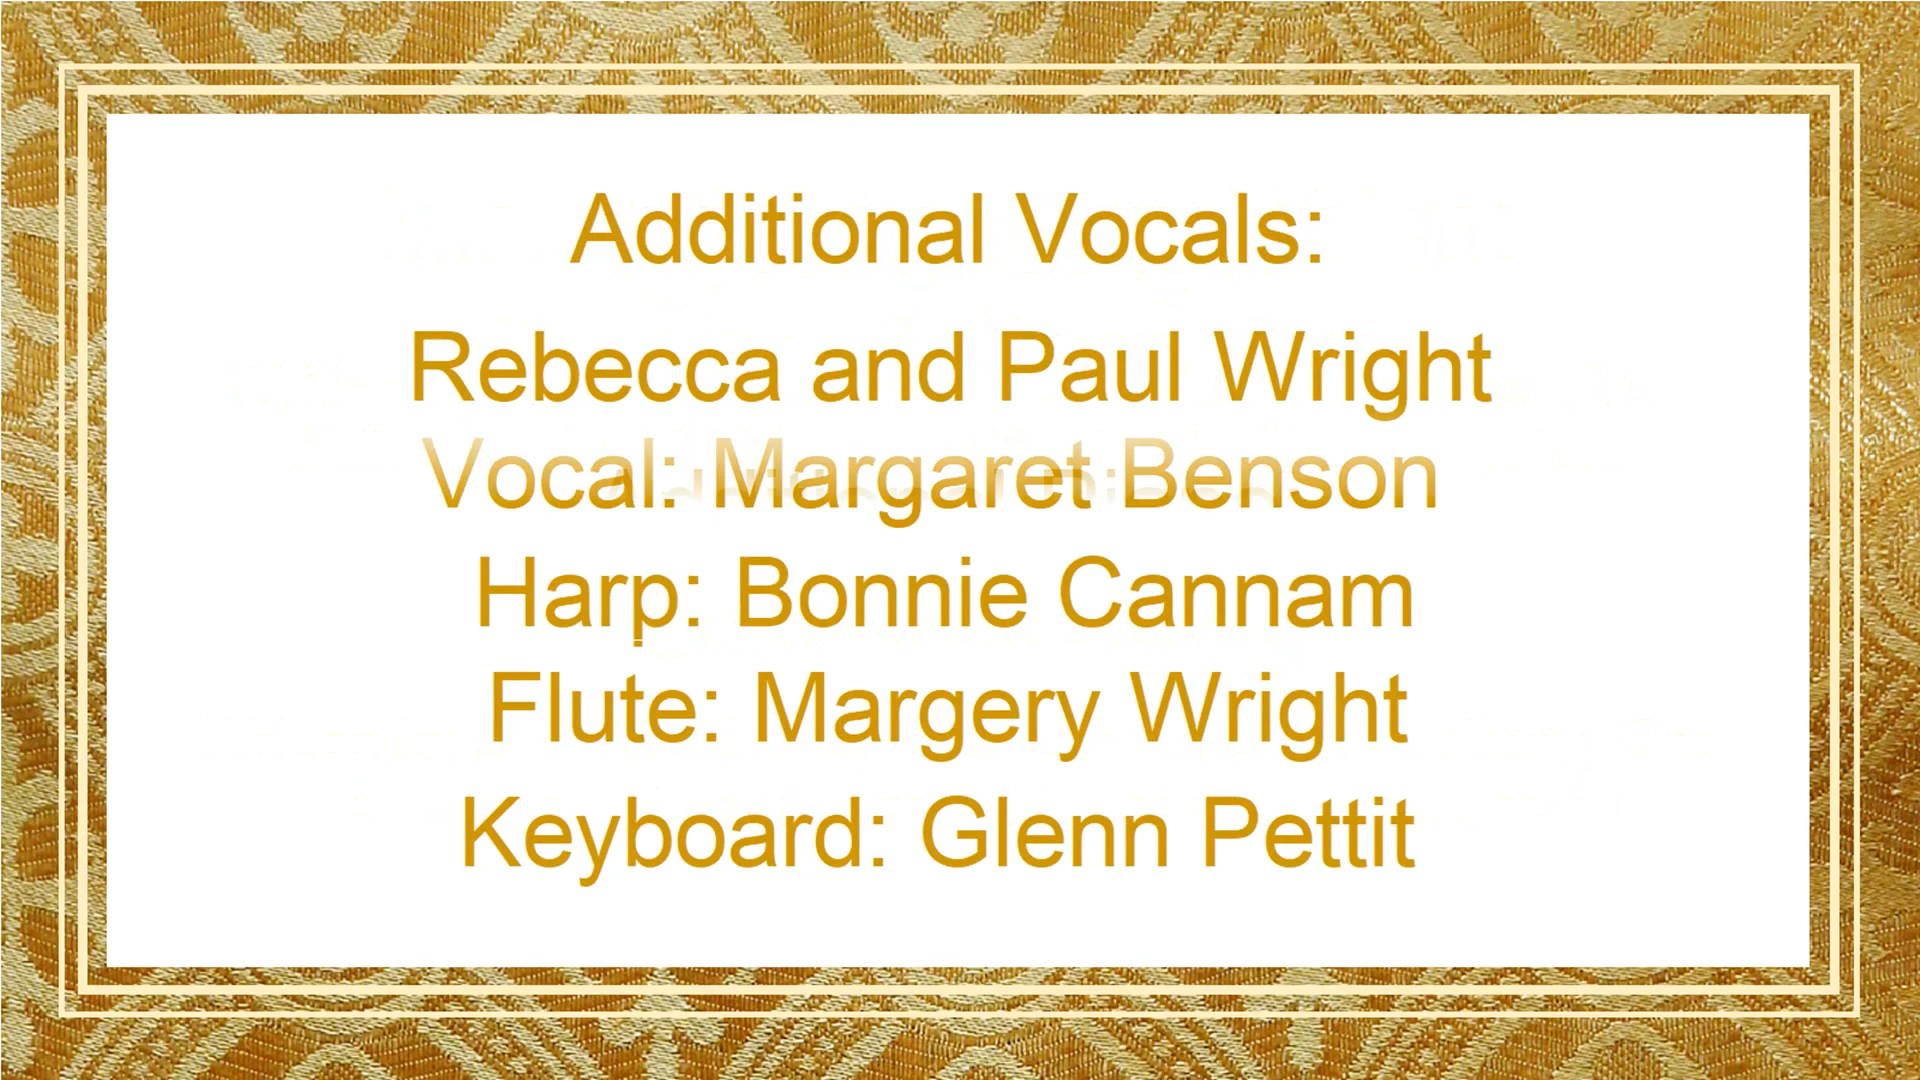 Additional Vocals:
Rebecca and Paul Wright
Vocal: Margaret Benson
Harp: Bonnie Cannam
Flute: Margery Wright
Keyboard: Glenn Pettit